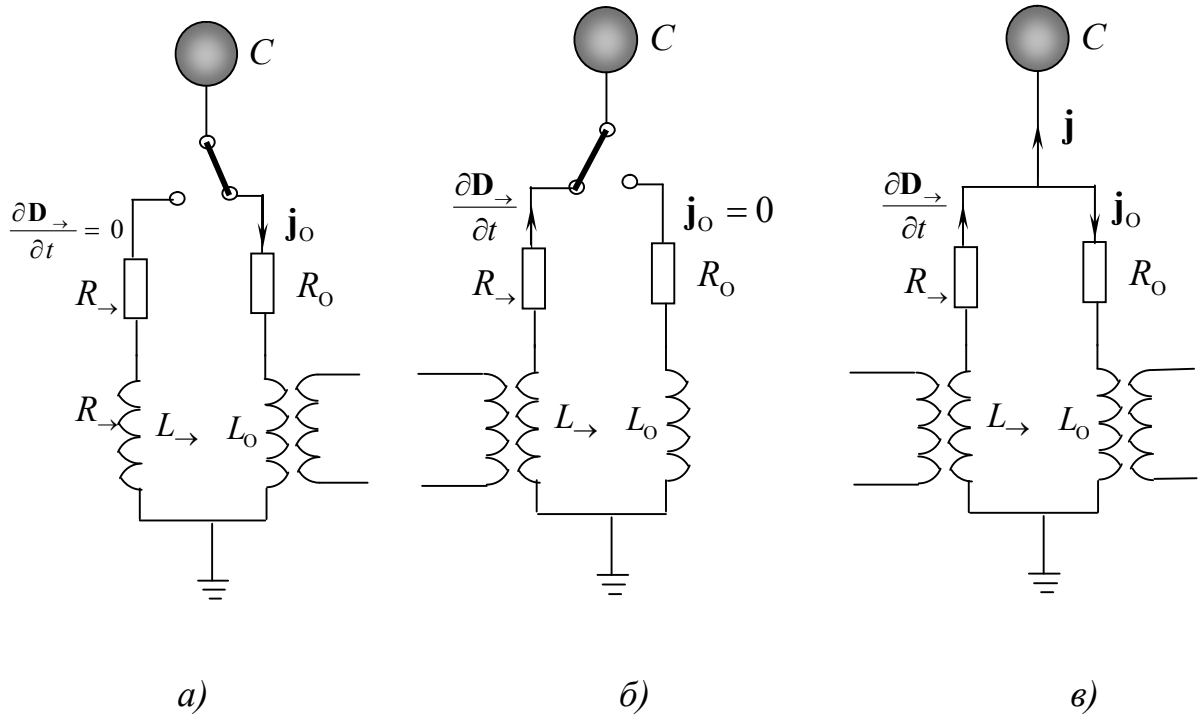 C
∂D→/∂t = 0
jO
R→
RO
R→
L→
LO
а)
C
∂D→/∂t
jO = 0
R→
RO
L→
LO
б)
C
j
∂D→/∂t
jO
R→
RO
L→
LO
в)